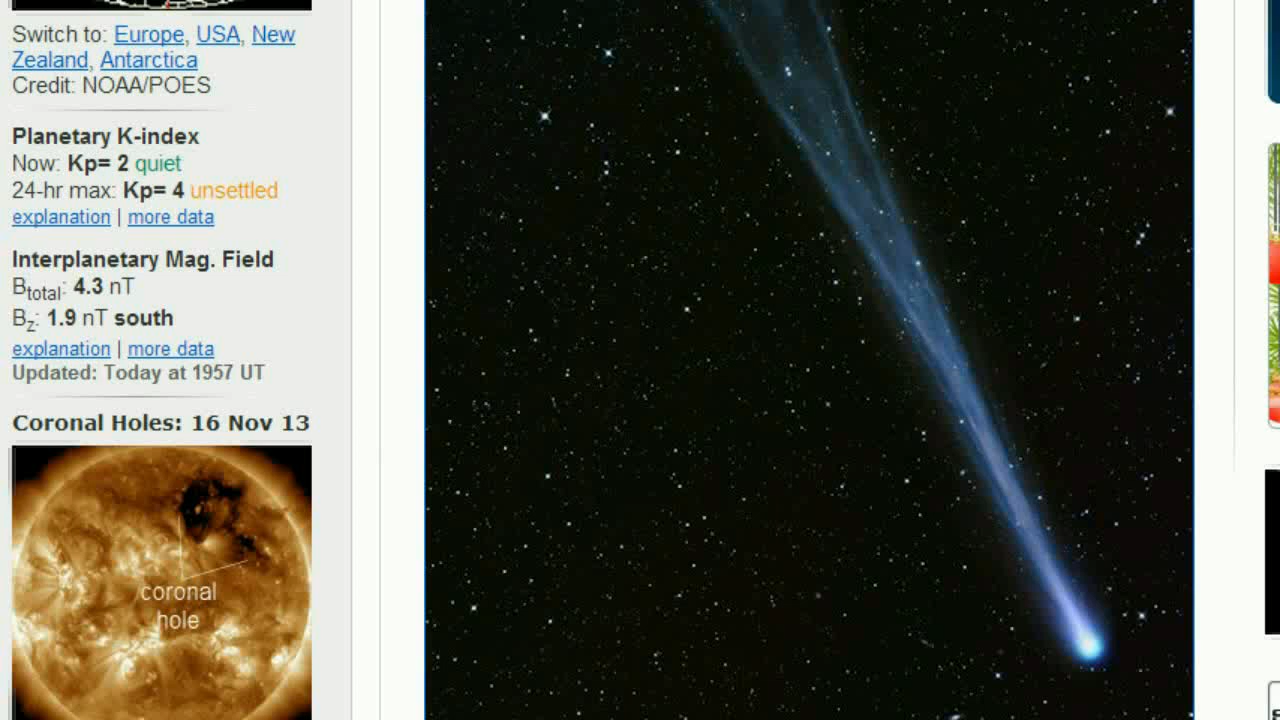 Switch to: Europe, USA, New
Zealand, Antarctica
Credit: NOAA/POES
Planetary K-index
Now: Kp= 2 quiet
24-hr max: Kp= 4 unsettled
explanation | more data
Interplanetary Mag. Field
Btotal: 4.3 nT
Bz: 1.9 nT south
explanation | more data
Updated: Today at 1957 UT
Coronal Holes: 16 Nov 13
coronal
hole